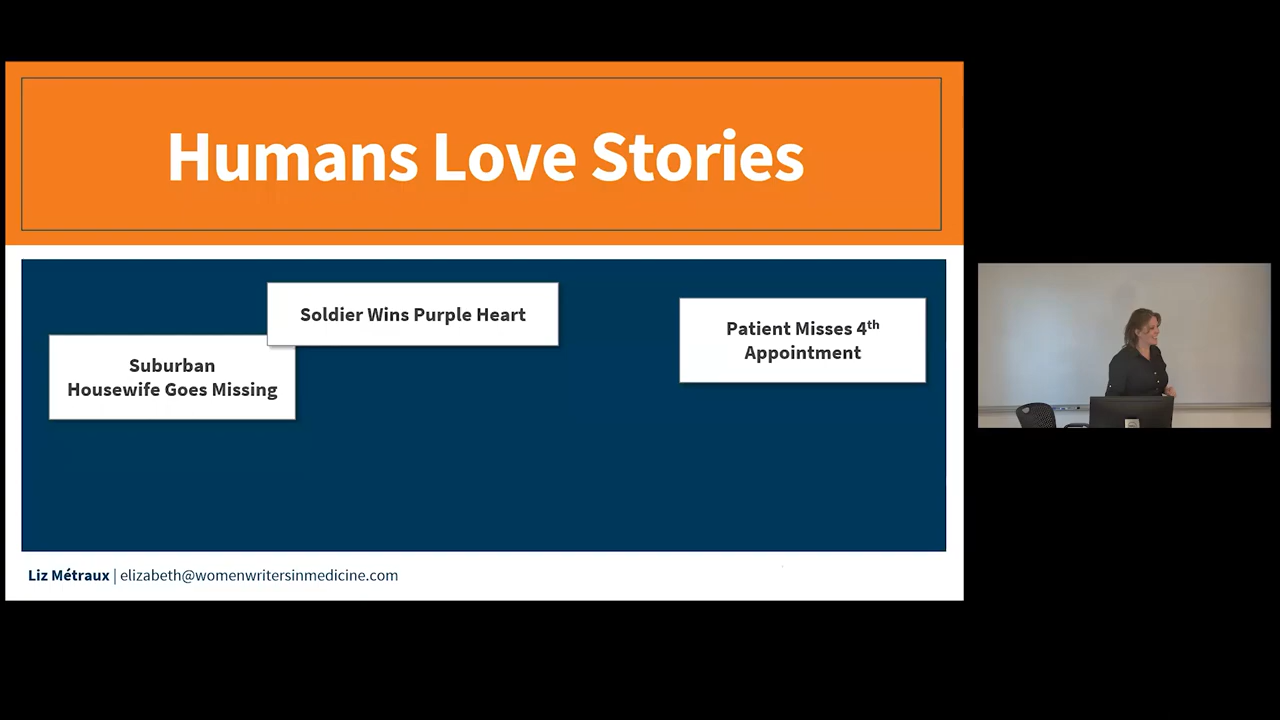 Humans Love Stories
Soldier Wins Purple Heart
Suburban
Housewife Goes Missing
Patient Misses 4th
Appointment
Liz Métraux | elizabeth@womenwritersinmedicine.com